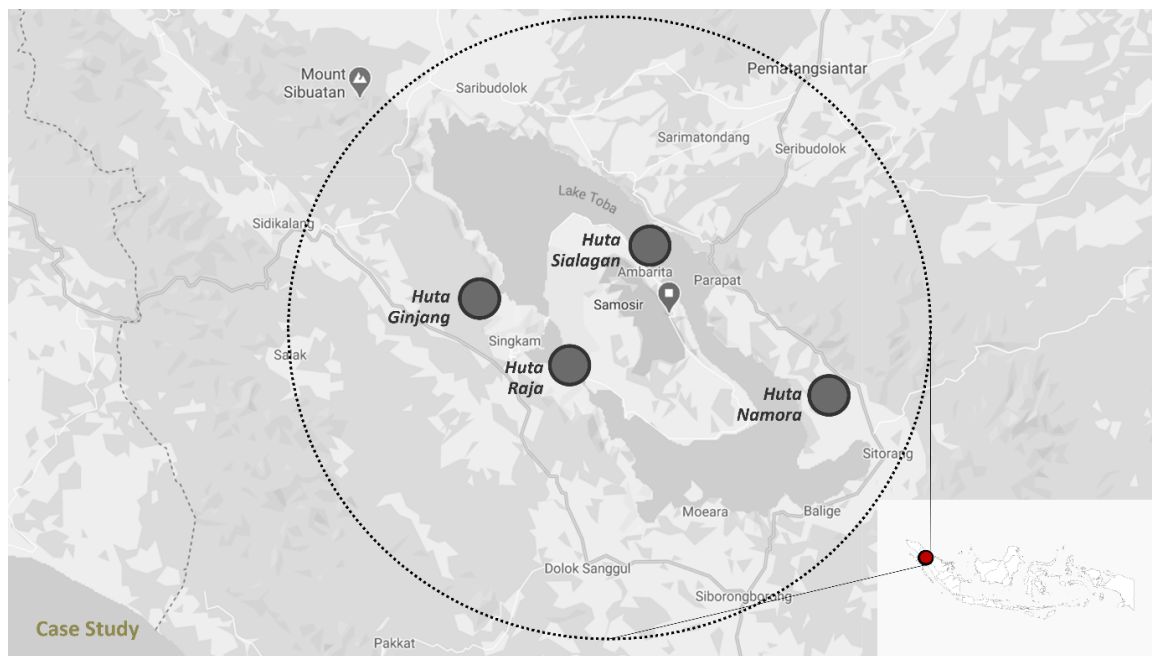 Mount
Sibuatan
Saribudolok
Pematangsiantar
Sarimatondang
Seribudolok
Lake Toba
Sidikalang
Huta
Sialagan
Ambarita
Parapat
Huta
Ginjang
Samosir
Singkam
Salak
Huta
Raja
Huta
Namora
Sitorang
Moeara
Balige
Dolok Sanggul
Siborongborong
Case Study
Pakkat